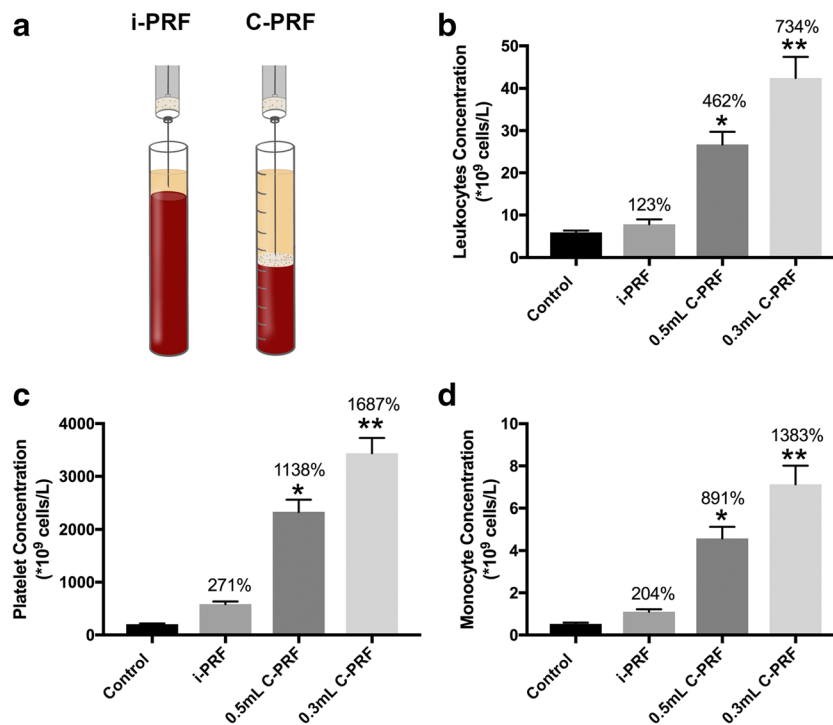 a
i-PRF
C-PRF
b
Leukocytes Concentration
(*10⁹ cells/L)
50
40
30
20
10
0
123%
462%
*
734%
**
Control
i-PRF
0.5mL C-PRF
0.3mL C-PRF
c
Platelet Concentration
(*10⁹ cells/L)
4000
3000
2000
1000
0
271%
1138%
*
1687%
**
Control
i-PRF
0.5mL C-PRF
0.3mL C-PRF
d
Monocyte Concentration
(*10⁹ cells/L)
10
8
6
4
2
0
204%
891%
*
1383%
**
Control
i-PRF
0.5mL C-PRF
0.3mL C-PRF